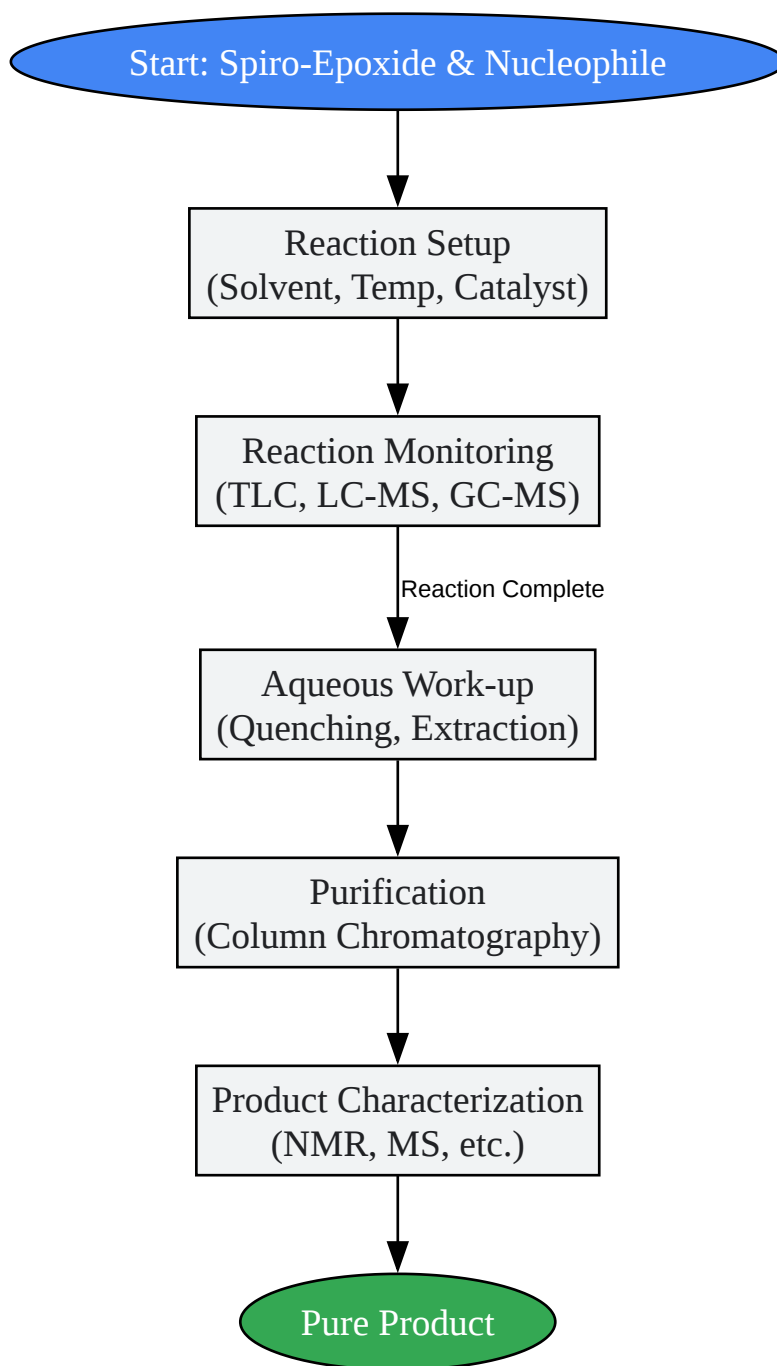 Start: Spiro-Epoxide & Nucleophile
Reaction Setup
(Solvent, Temp, Catalyst)
Reaction Monitoring
(TLC, LC-MS, GC-MS)
Reaction Complete
Aqueous Work-up
(Quenching, Extraction)
Purification
(Column Chromatography)
Product Characterization
(NMR, MS, etc.)
Pure Product